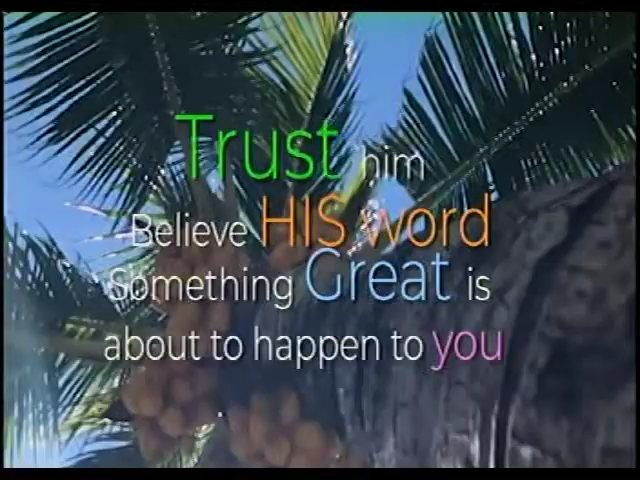 Trust him
Believe HIS word
Something Great is
about to happen to you